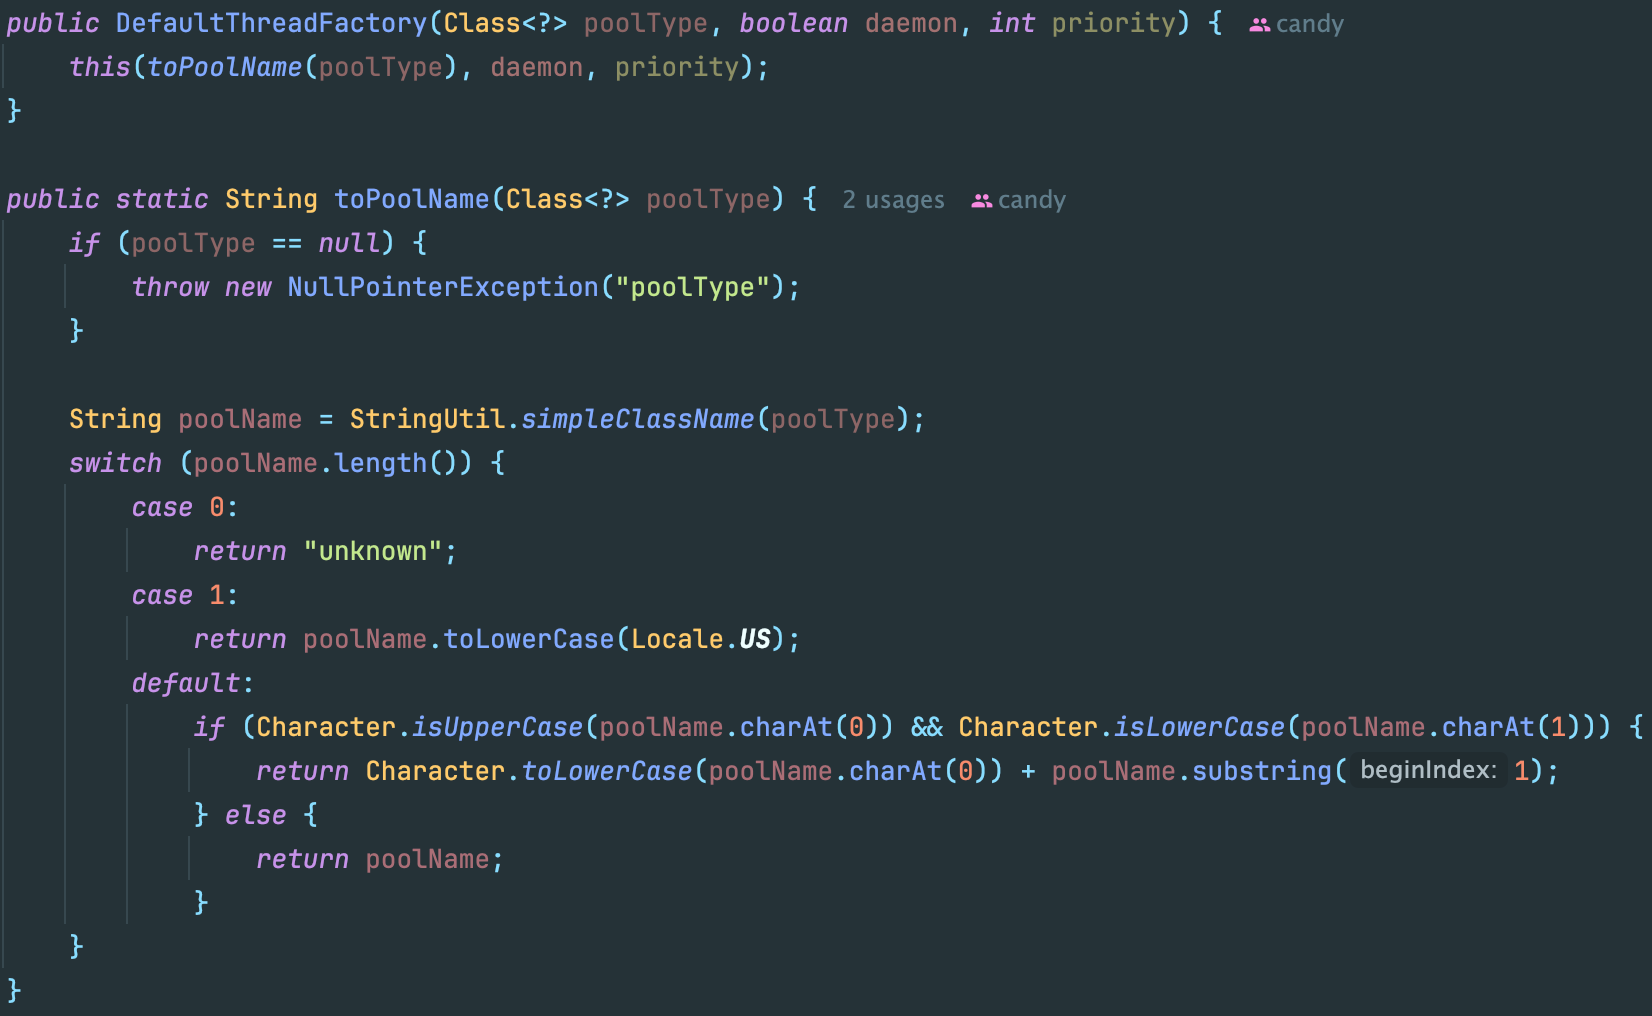 public DefaultThreadFactory(Class<?> poolType, boolean daemon, int priority) { candy
    this(toPoolName(poolType), daemon, priority);
}

public static String toPoolName(Class<?> poolType) { 2 usages candy
    if (poolType == null) {
        throw new NullPointerException("poolType");
    }

    String poolName = StringUtil.simpleClassName(poolType);
    switch (poolName.length()) {
        case 0:
            return "unknown";
        case 1:
            return poolName.toLowerCase(Locale.US);
        default:
            if (Character.isUpperCase(poolName.charAt(0)) && Character.isLowerCase(poolName.charAt(1))) {
                return Character.toLowerCase(poolName.charAt(0)) + poolName.substring( beginIndex: 1);
            } else {
                return poolName;
            }
    }
}